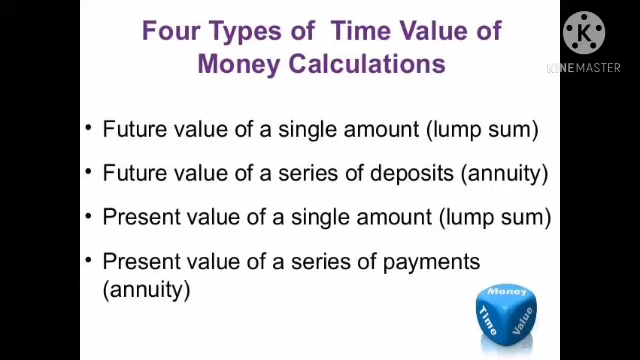 Four Types of Time Value of
Money Calculations
KINEMASTER
• Future value of a single amount (lump sum)
• Future value of a series of deposits (annuity)
• Present value of a single amount (lump sum)
• Present value of a series of payments
(annuity)
Money
Time
Value